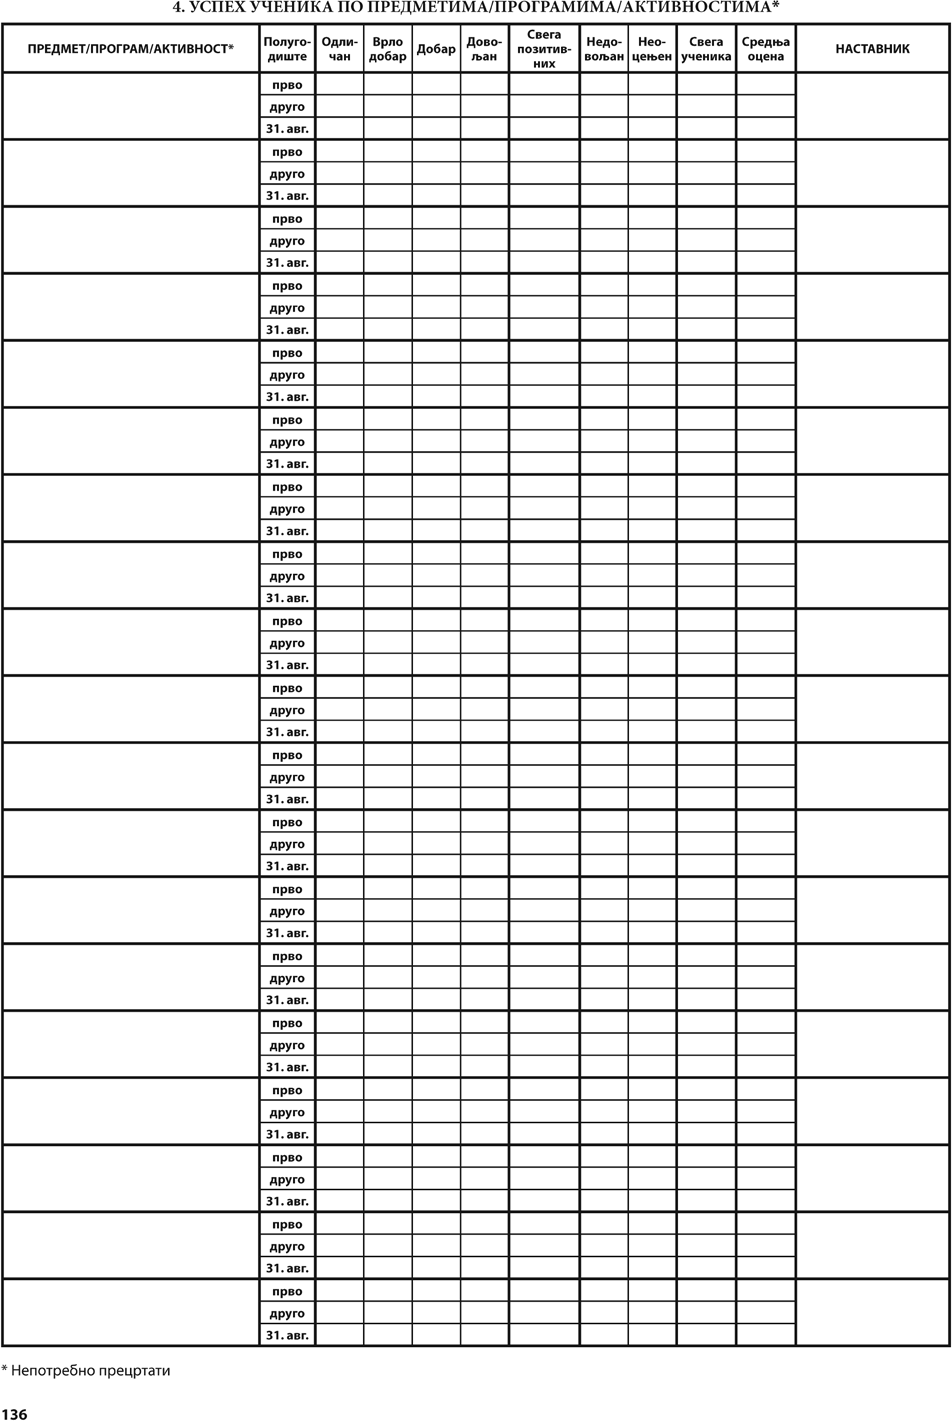 4. УСПЕХ УЧЕНИКА ПО ПРЕДМЕТИМА/ПРОГРАМИМА/АКТИВНОСТИМА*
ПРЕДМЕТ/ПРОГРАМ/АКТИВНОСТ* Полуго-диште Одли-чан Врло добар Добар Дово-љан Свега позитив-них Недо-вољан Нео-цењен Свега ученика Средња оцена НАСТАВНИК
прво
друго
31. авг.
прво
друго
31. авг.
прво
друго
31. авг.
прво
друго
31. авг.
прво
друго
31. авг.
прво
друго
31. авг.
прво
друго
31. авг.
прво
друго
31. авг.
прво
друго
31. авг.
прво
друго
31. авг.
прво
друго
31. авг.
прво
друго
31. авг.
прво
друго
31. авг.
прво
друго
31. авг.
прво
друго
31. авг.
прво
друго
31. авг.
прво
друго
31. авг.
прво
друго
31. авг.
прво
друго
31. авг.
* Непотребно прецртати
136